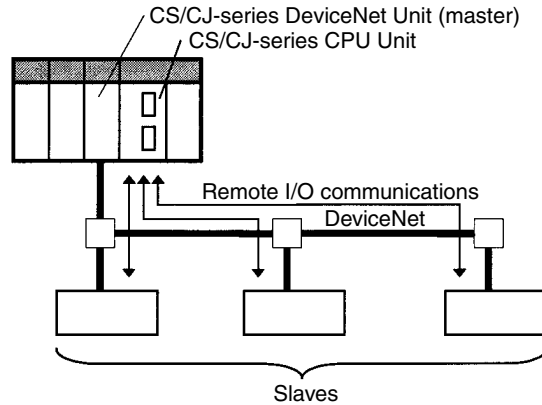 CS/CJ-series DeviceNet Unit (master)
CS/CJ-series CPU Unit
Remote I/O communications
DeviceNet
Slaves